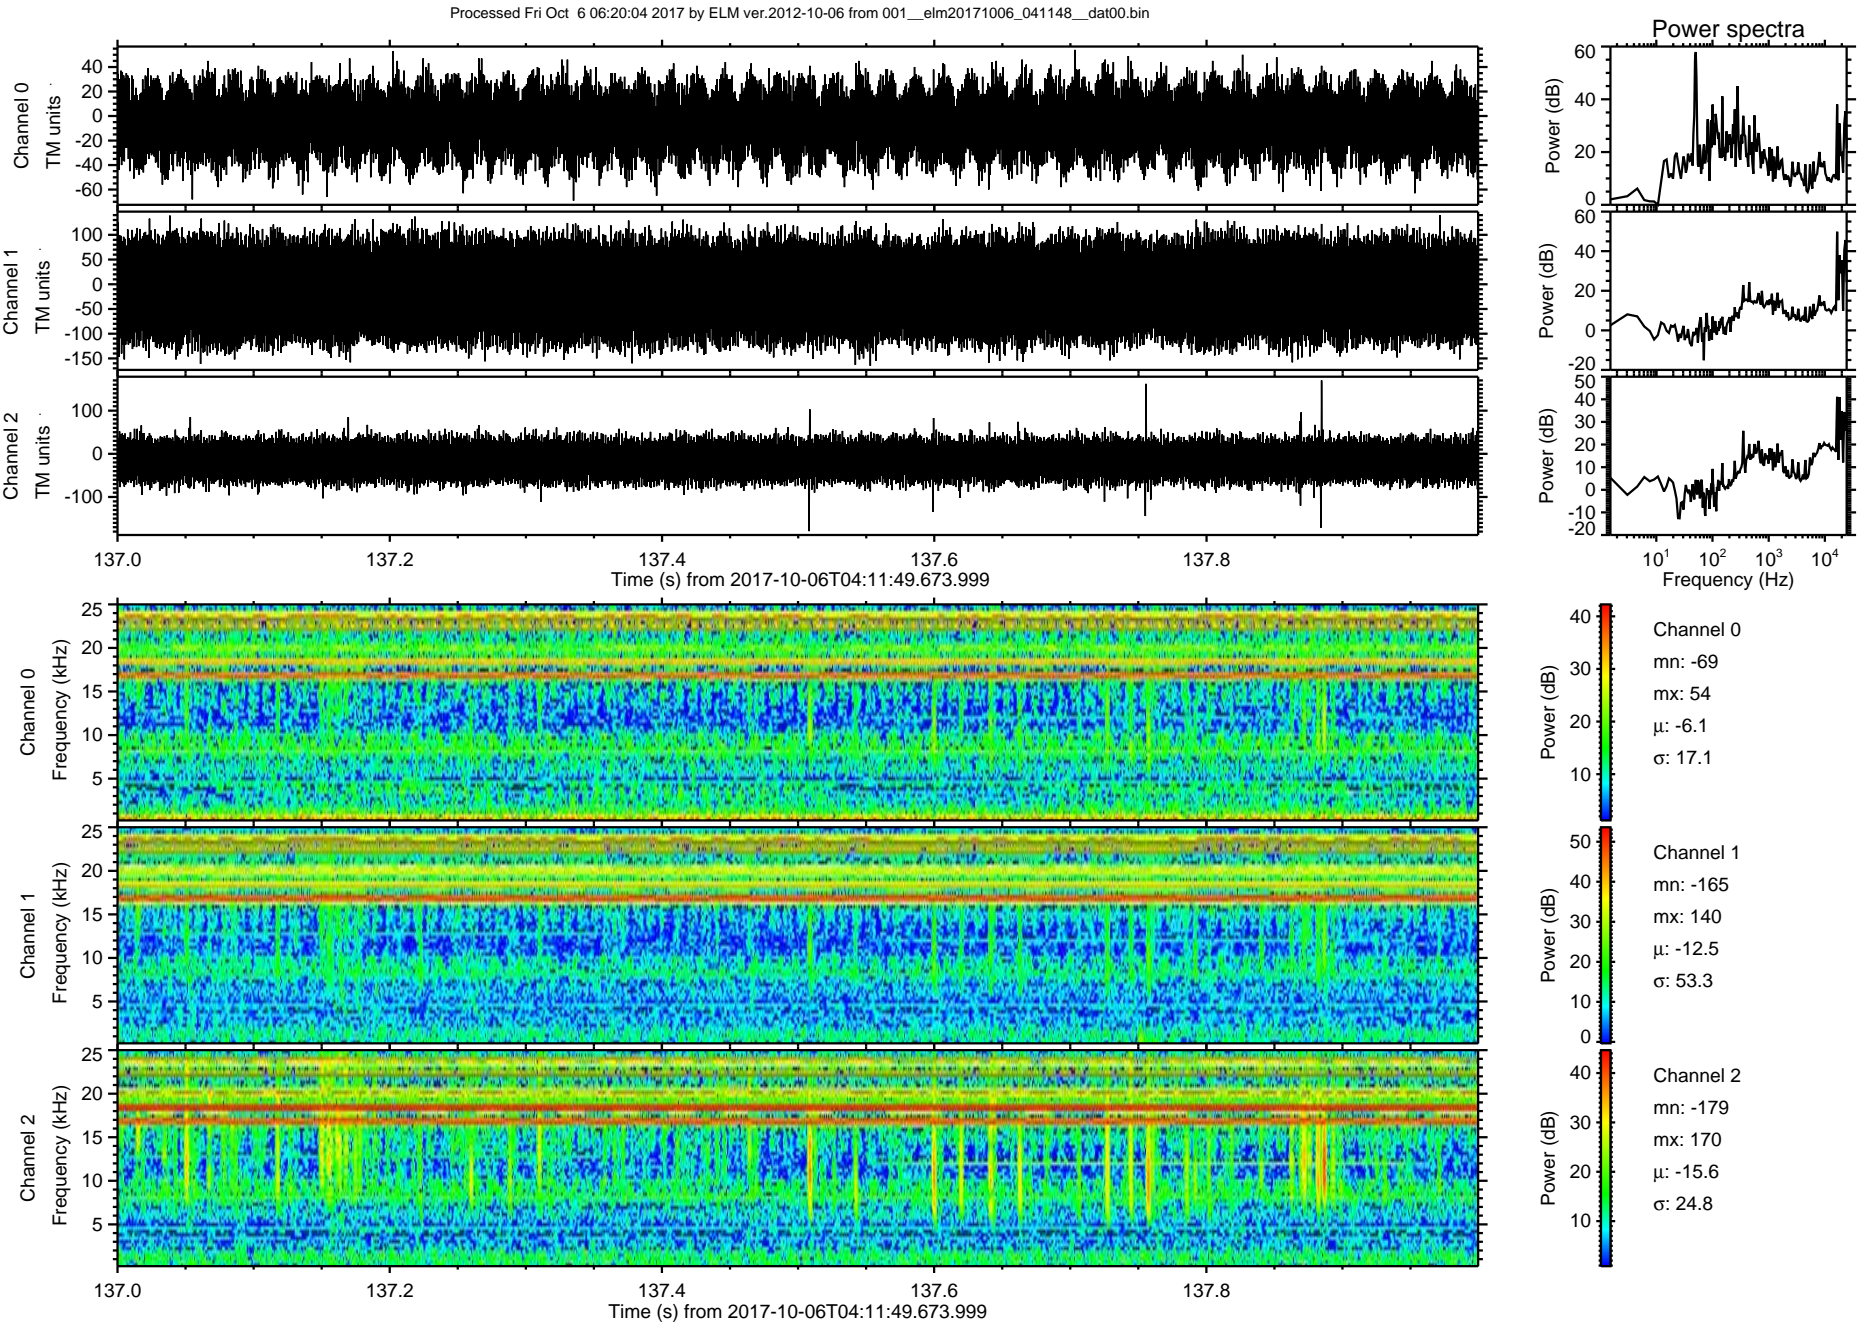 Processed Fri Oct  6 06:20:04 2017 by ELM ver.2012-10-06 from 001__elm20171006_041148__dat00.bin
Power spectra
Channel 0
TM units
40
20
0
-20
-40
-60
Power (dB)
60
40
20
0
Channel 1
TM units
100
50
0
-50
-100
-150
Power (dB)
60
40
20
0
-20
Channel 2
TM units
100
0
-100
Power (dB)
50
40
30
20
10
0
-10
-20
137.0
137.2
137.4
137.6
137.8
Time (s) from 2017-10-06T04:11:49.673.999
10¹
10²
10³
10⁴
Frequency (Hz)
Channel 0
Frequency (kHz)
25
20
15
10
5
Power (dB)
40
30
20
10
Channel 0
mn: -69
mx: 54
μ: -6.1
σ: 17.1
Channel 1
Frequency (kHz)
25
20
15
10
5
Power (dB)
50
40
30
20
10
0
Channel 1
mn: -165
mx: 140
μ: -12.5
σ: 53.3
Channel 2
Frequency (kHz)
25
20
15
10
5
Power (dB)
40
30
20
10
Channel 2
mn: -179
mx: 170
μ: -15.6
σ: 24.8
137.0
137.2
137.4
137.6
137.8
Time (s) from 2017-10-06T04:11:49.673.999